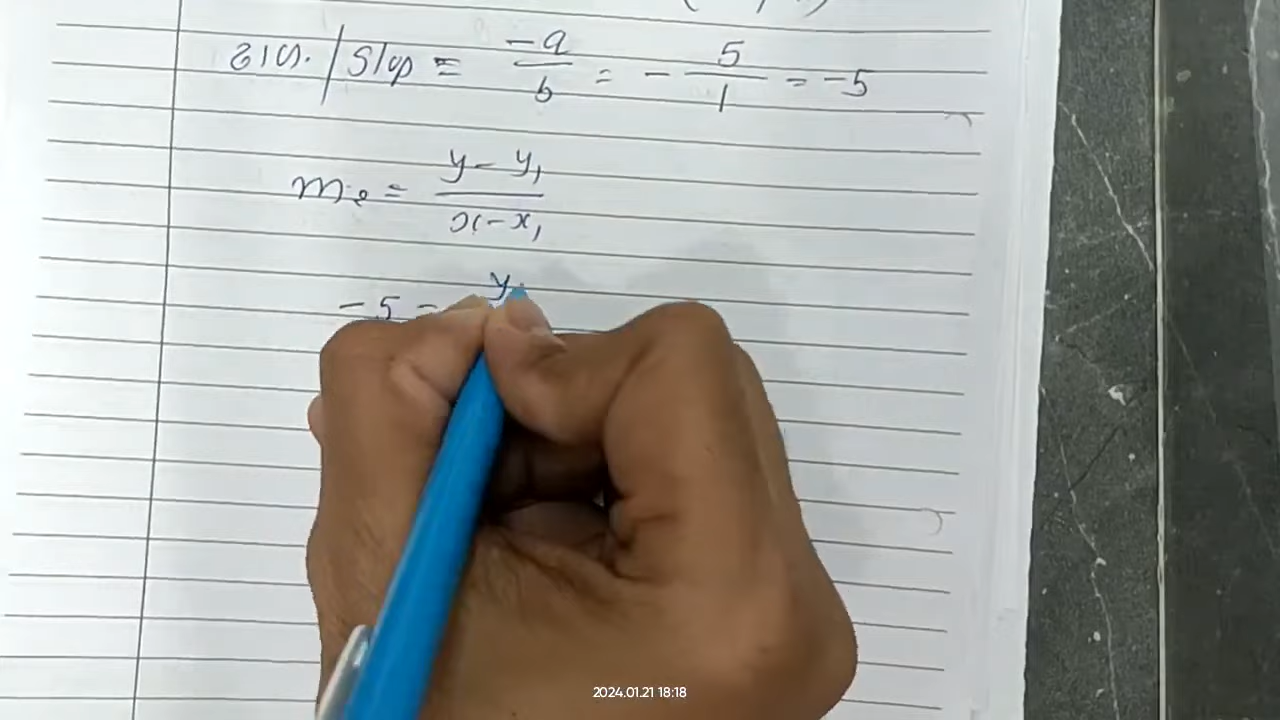 ઢાળ. / Slop = -a/b = - 5/1 = -5
m = y - y₁ / x - x₁
-5 = y
2024.01.21 18:18